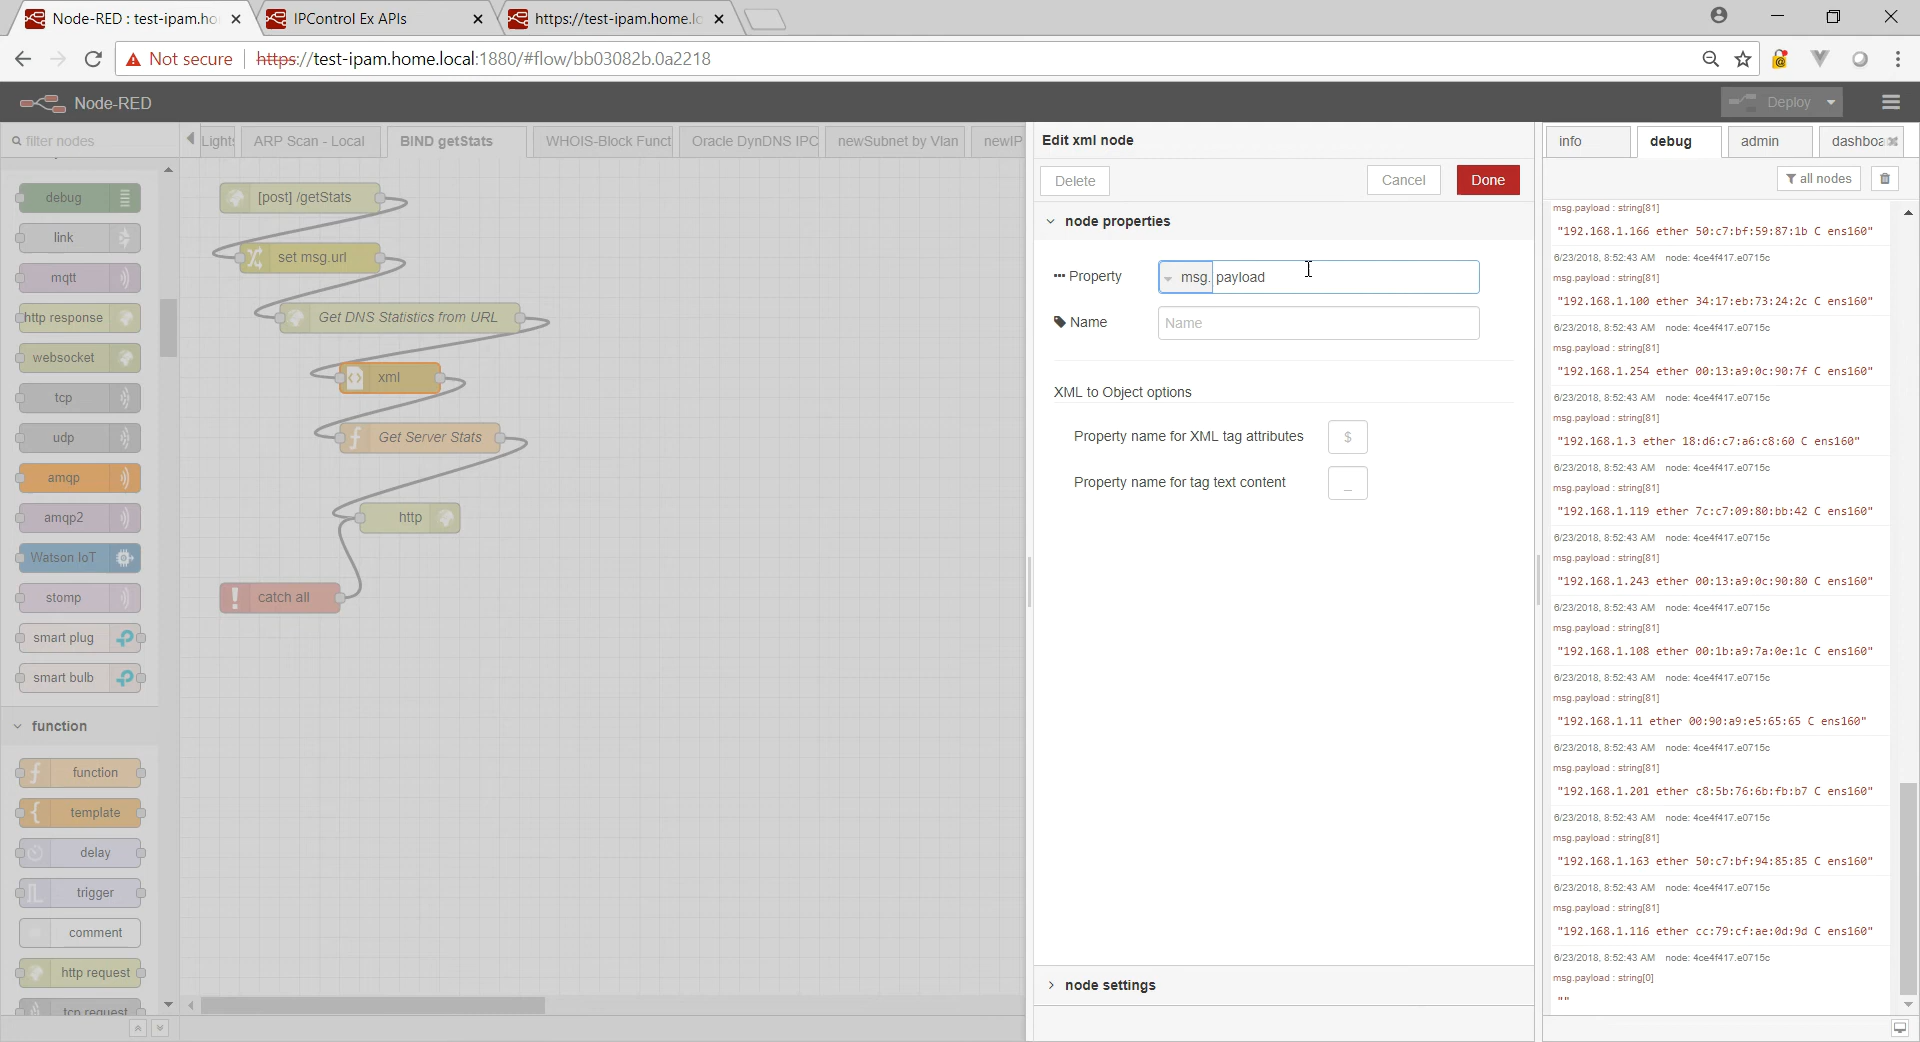 Node-RED : test-ipam.ho
IPControl Ex APIs
https://test-ipam.home.lo
Not secure
https://test-ipam.home.local:1880/#flow/bb03082b.0a2218
Node-RED
Deploy
filter nodes
Light
ARP Scan - Local
BIND getStats
WHOIS-Block Funct
Oracle DynDNS IPC
newSubnet by Vlan
newIP
debug
link
mqtt
http response
websocket
tcp
udp
amqp
amqp2
Watson IoT
stomp
smart plug
smart bulb
function
function
template
delay
trigger
comment
http request
tcp request
[post] /getStats
set msg.url
Get DNS Statistics from URL
xml
Get Server Stats
http
catch all
Edit xml node
Delete
Cancel
Done
node properties
Property
msg. payload
Name
Name
XML to Object options
Property name for XML tag attributes
$
Property name for tag text content
_
node settings
info
debug
admin
dashboa
all nodes
msg.payload : string[81]
"192.168.1.166 ether 50:c7:bf:59:87:1b C ens160"
6/23/2018, 8:52:43 AM node: 4ce4f417.e0715c
msg.payload : string[81]
"192.168.1.100 ether 34:17:eb:73:24:2c C ens160"
6/23/2018, 8:52:43 AM node: 4ce4f417.e0715c
msg.payload : string[81]
"192.168.1.254 ether 00:13:a9:0c:90:7f C ens160"
6/23/2018, 8:52:43 AM node: 4ce4f417.e0715c
msg.payload : string[81]
"192.168.1.3 ether 18:d6:c7:a6:c8:60 C ens160"
6/23/2018, 8:52:43 AM node: 4ce4f417.e0715c
msg.payload : string[81]
"192.168.1.119 ether 7c:c7:09:80:bb:42 C ens160"
6/23/2018, 8:52:43 AM node: 4ce4f417.e0715c
msg.payload : string[81]
"192.168.1.243 ether 00:13:a9:0c:90:80 C ens160"
6/23/2018, 8:52:43 AM node: 4ce4f417.e0715c
msg.payload : string[81]
"192.168.1.108 ether 00:1b:a9:7a:0e:1c C ens160"
6/23/2018, 8:52:43 AM node: 4ce4f417.e0715c
msg.payload : string[81]
"192.168.1.11 ether 00:90:a9:e5:65:65 C ens160"
6/23/2018, 8:52:43 AM node: 4ce4f417.e0715c
msg.payload : string[81]
"192.168.1.201 ether c8:5b:76:6b:fb:b7 C ens160"
6/23/2018, 8:52:43 AM node: 4ce4f417.e0715c
msg.payload : string[81]
"192.168.1.163 ether 50:c7:bf:94:85:85 C ens160"
6/23/2018, 8:52:43 AM node: 4ce4f417.e0715c
msg.payload : string[81]
"192.168.1.116 ether cc:79:cf:ae:0d:9d C ens160"
6/23/2018, 8:52:43 AM node: 4ce4f417.e0715c
msg.payload : string[0]
""